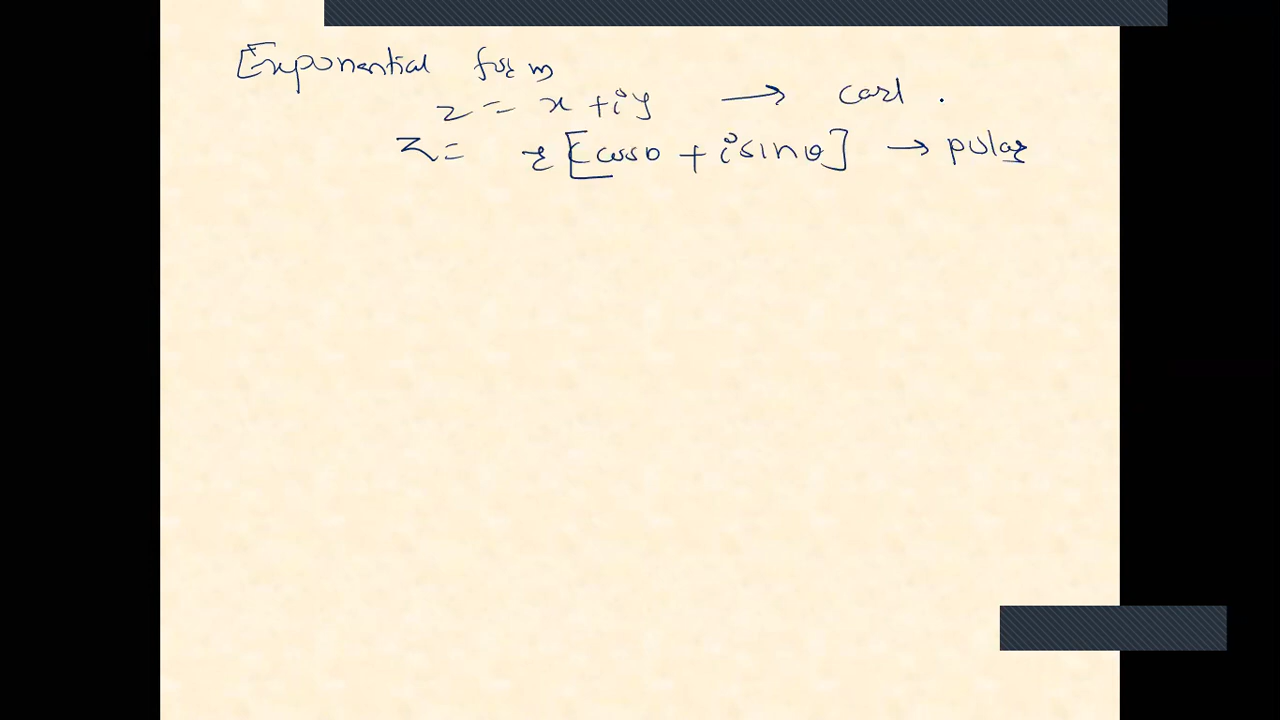 Exponential form
z = x + iy → cart .
z = r [cosθ + i sinθ] → polar